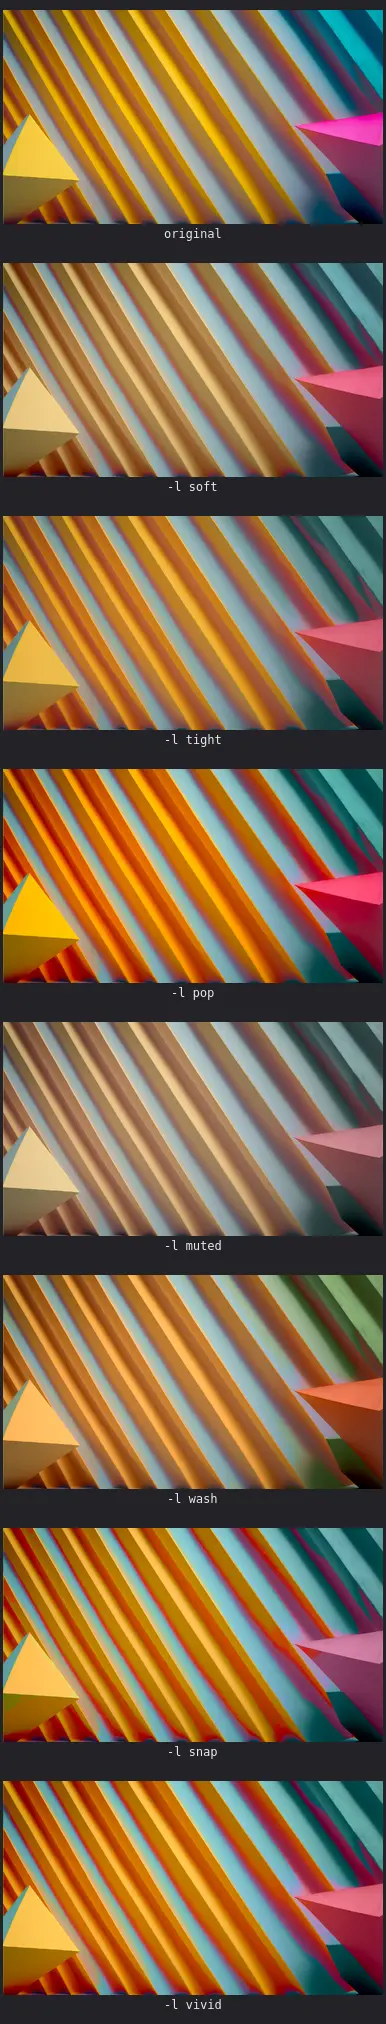 original
-l soft
-l tight
-l pop
-l muted
-l wash
-l snap
-l vivid